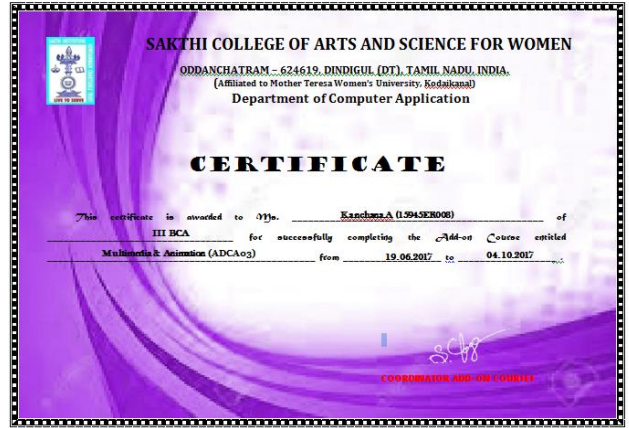 SAKTHI COLLEGE OF ARTS AND SCIENCE FOR WOMEN
ODDANCHATRAM – 624619, DINDIGUL (DT), TAMIL NADU, INDIA.
(Affiliated to Mother Teresa Women's University, Kodaikanal)
Department of Computer Application
CERTIFICATE
This certificate is awarded to Ms. Kanchana.A (15945ER008) of
III BCA for successfully completing the Add-on Course entitled
Multimedia & Animation (ADCA03) from 19.06.2017 to 04.10.2017 .
COORDINATOR ADD-ON COURSES
LIVE TO SERVE